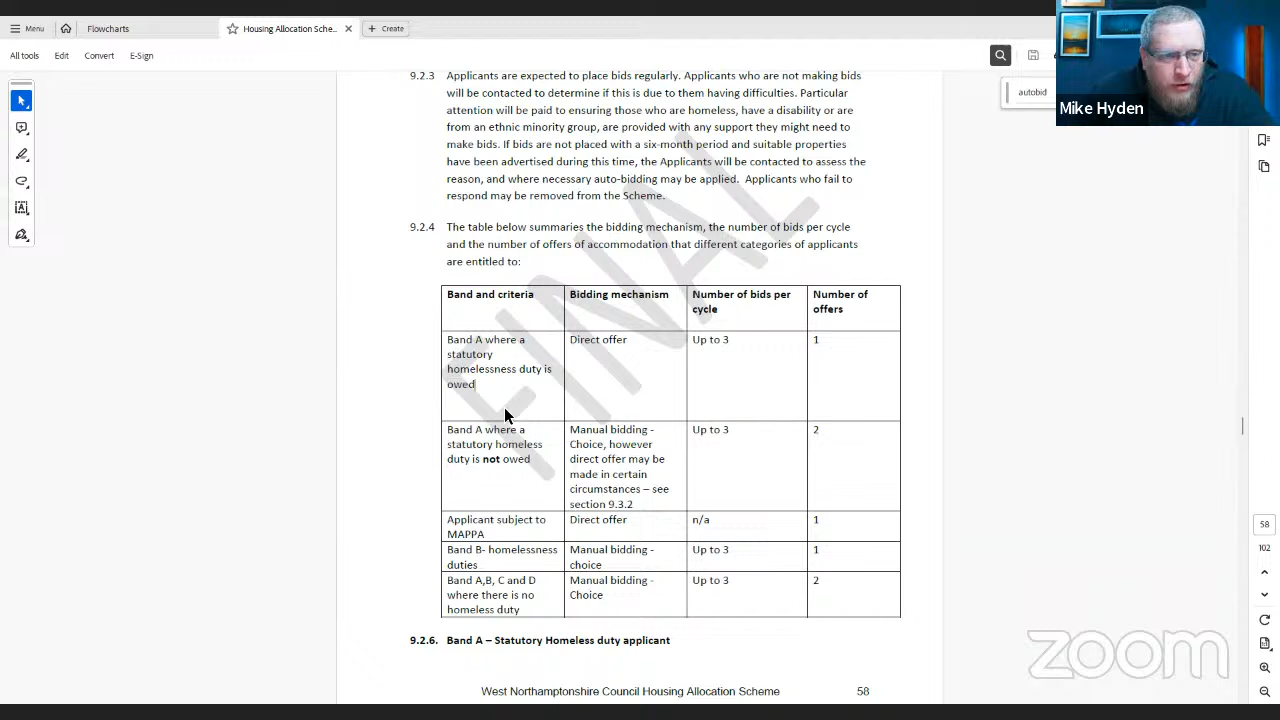 Menu
Flowcharts
Housing Allocation Sche...
Create
All tools
Edit
Convert
E-Sign
autobid
Mike Hyden
9.2.3 Applicants are expected to place bids regularly. Applicants who are not making bids
will be contacted to determine if this is due to them having difficulties. Particular
attention will be paid to ensuring those who are homeless, have a disability or are
from an ethnic minority group, are provided with any support they might need to
make bids. If bids are not placed with a six-month period and suitable properties
have been advertised during this time, the Applicants will be contacted to assess the
reason, and where necessary auto-bidding may be applied. Applicants who fail to
respond may be removed from the Scheme.
9.2.4 The table below summaries the bidding mechanism, the number of bids per cycle
and the number of offers of accommodation that different categories of applicants
are entitled to:
FINAL
Band and criteria
Bidding mechanism
Number of bids per
cycle
Number of
offers
Band A where a
statutory
homelessness duty is
owed
Direct offer
Up to 3
1
Band A where a
statutory homeless
duty is not owed
Manual bidding -
Choice, however
direct offer may be
made in certain
circumstances – see
section 9.3.2
Up to 3
2
Applicant subject to
MAPPA
Direct offer
n/a
1
Band B- homelessness
duties
Manual bidding -
choice
Up to 3
1
Band A,B, C and D
where there is no
homeless duty
Manual bidding -
Choice
Up to 3
2
9.2.6. Band A – Statutory Homeless duty applicant
West Northamptonshire Council Housing Allocation Scheme 58
58
102
zoom